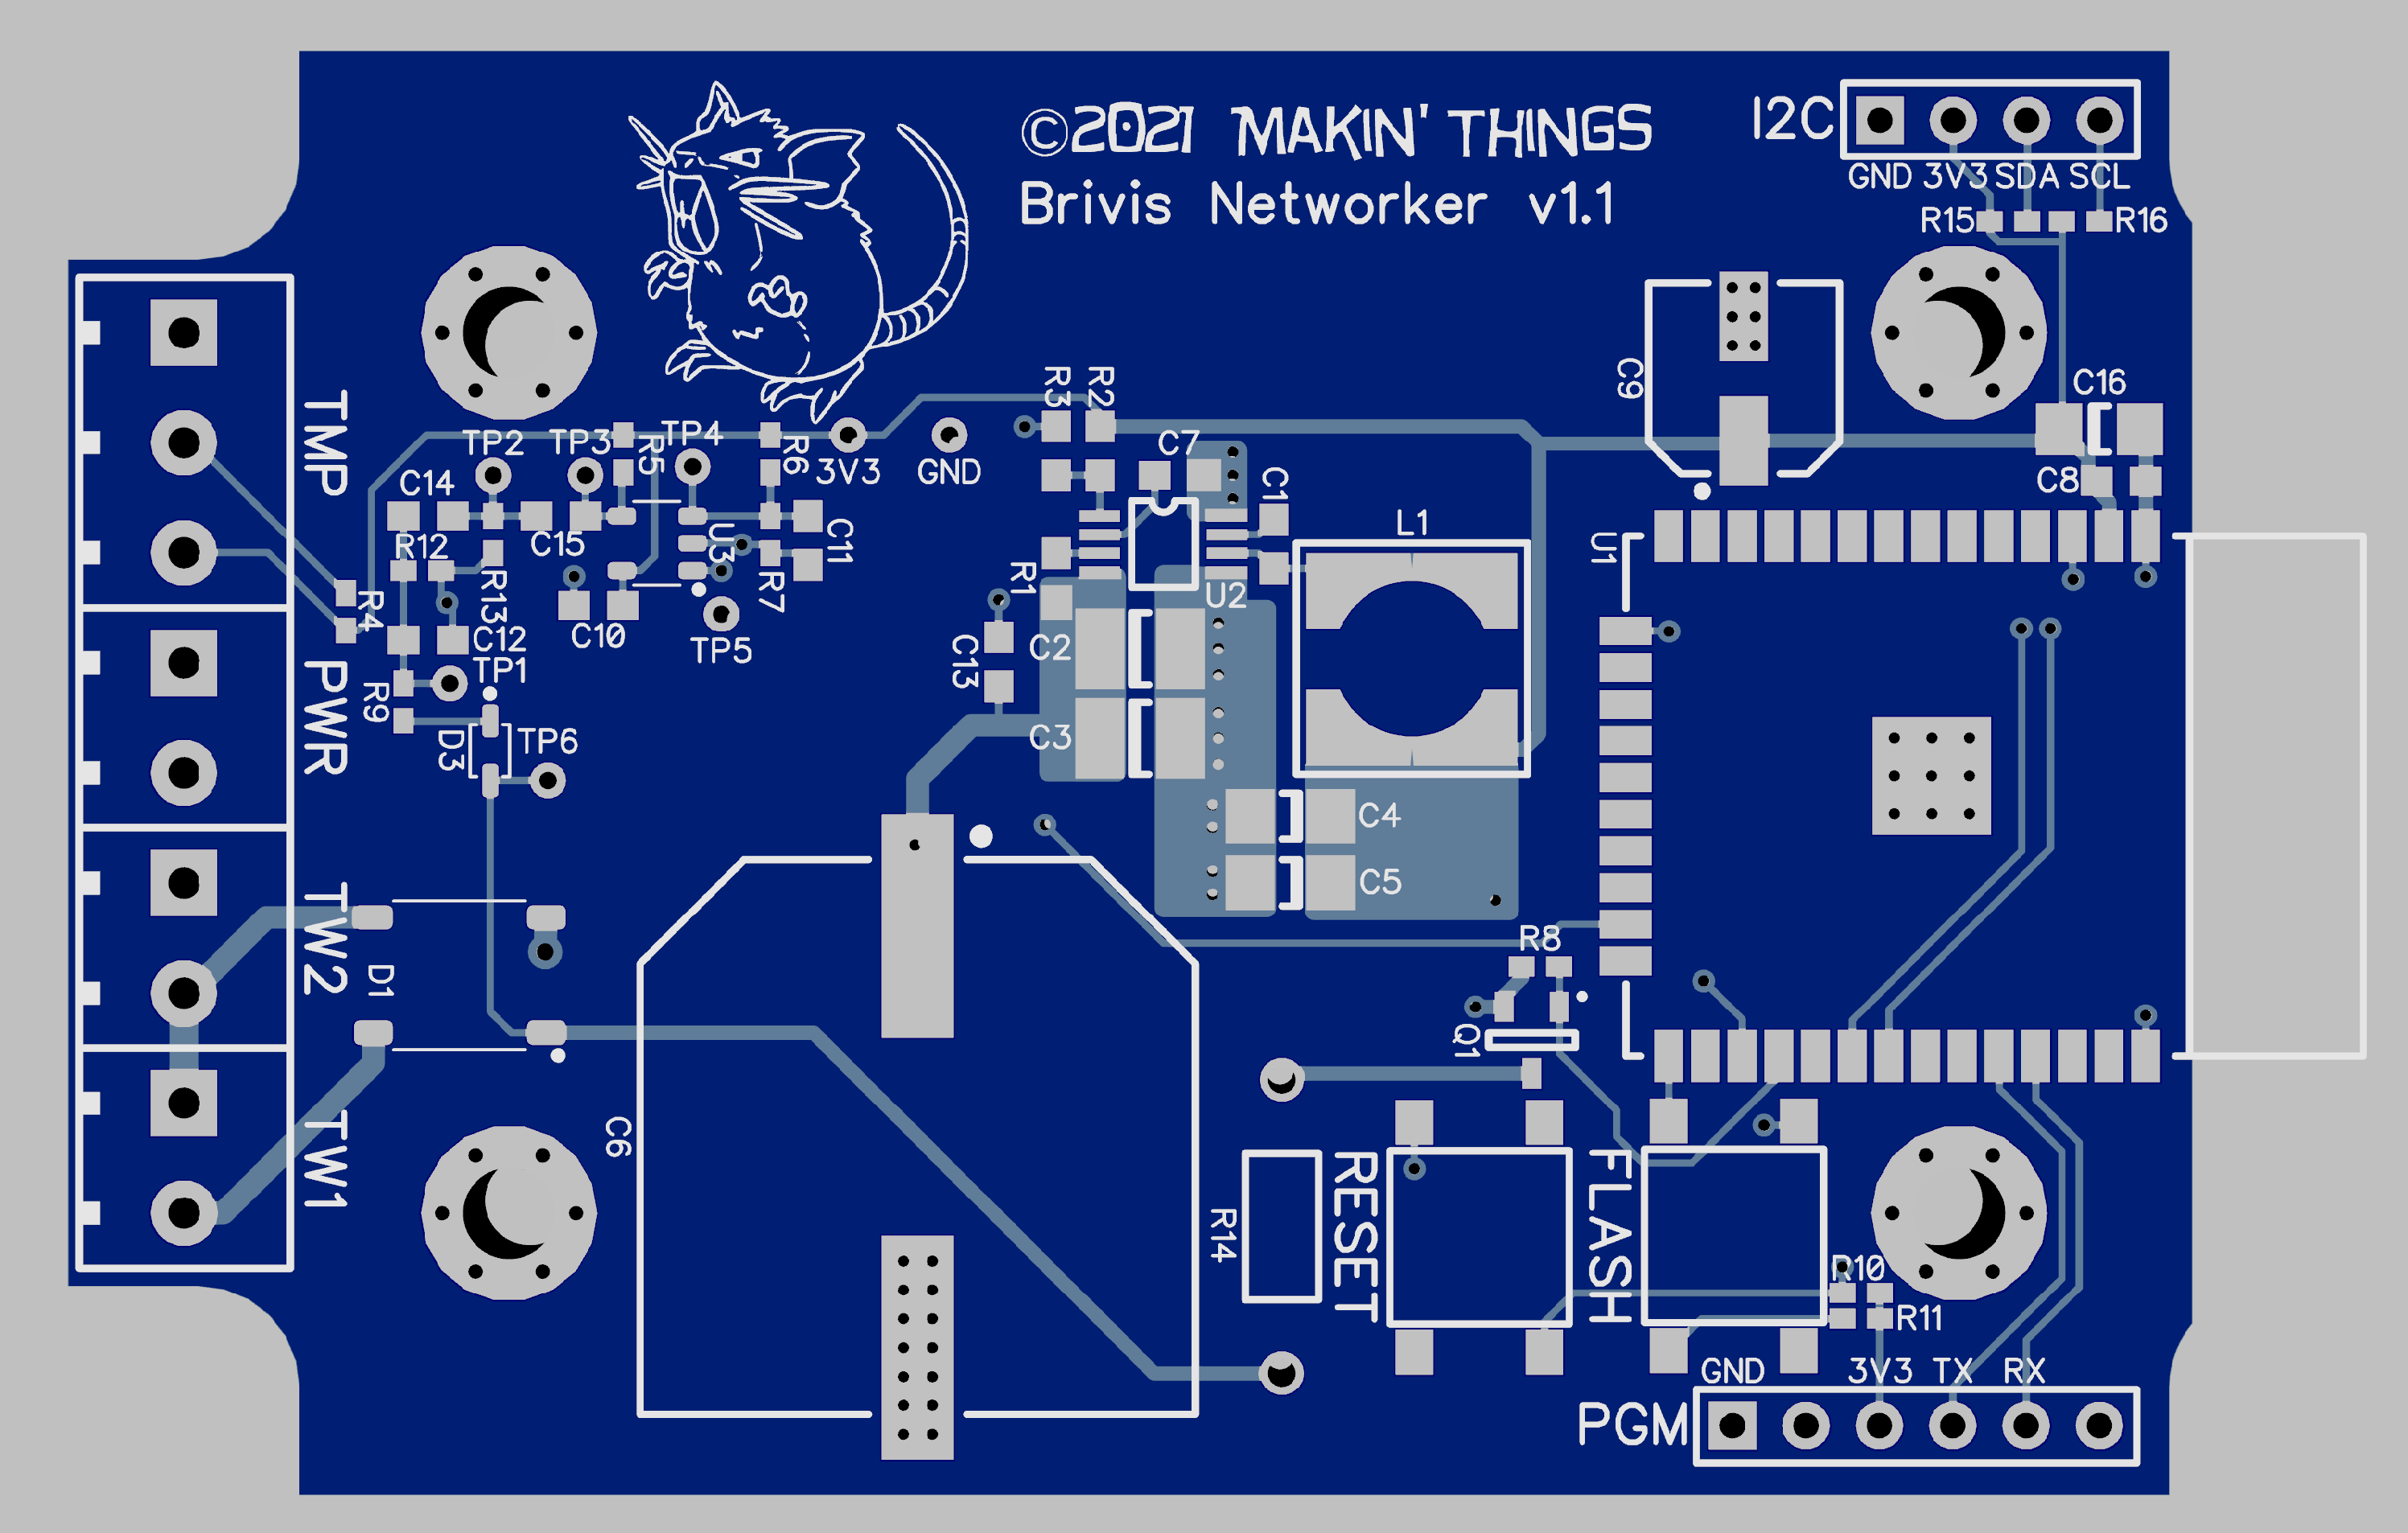 ©2021 MAKIN' THINGS
Brivis Networker v1.1
I2C
GND 3V3 SDA SCL
R15
R16
C9
C16
C8
TMP
PWR
TW2
TW1
TP2
TP3
R5
TP4
R6
3V3
GND
R3
R2
C7
C1
L1
U1
C14
R12
C15
U3
C11
R4
R13
C12
C10
R7
TP5
R1
C13
C2
U2
C3
TP1
R9
D3
TP6
C4
C5
D1
R8
Q1
C6
R14
RESET
FLASH
R10
R11
GND 3V3 TX RX
PGM